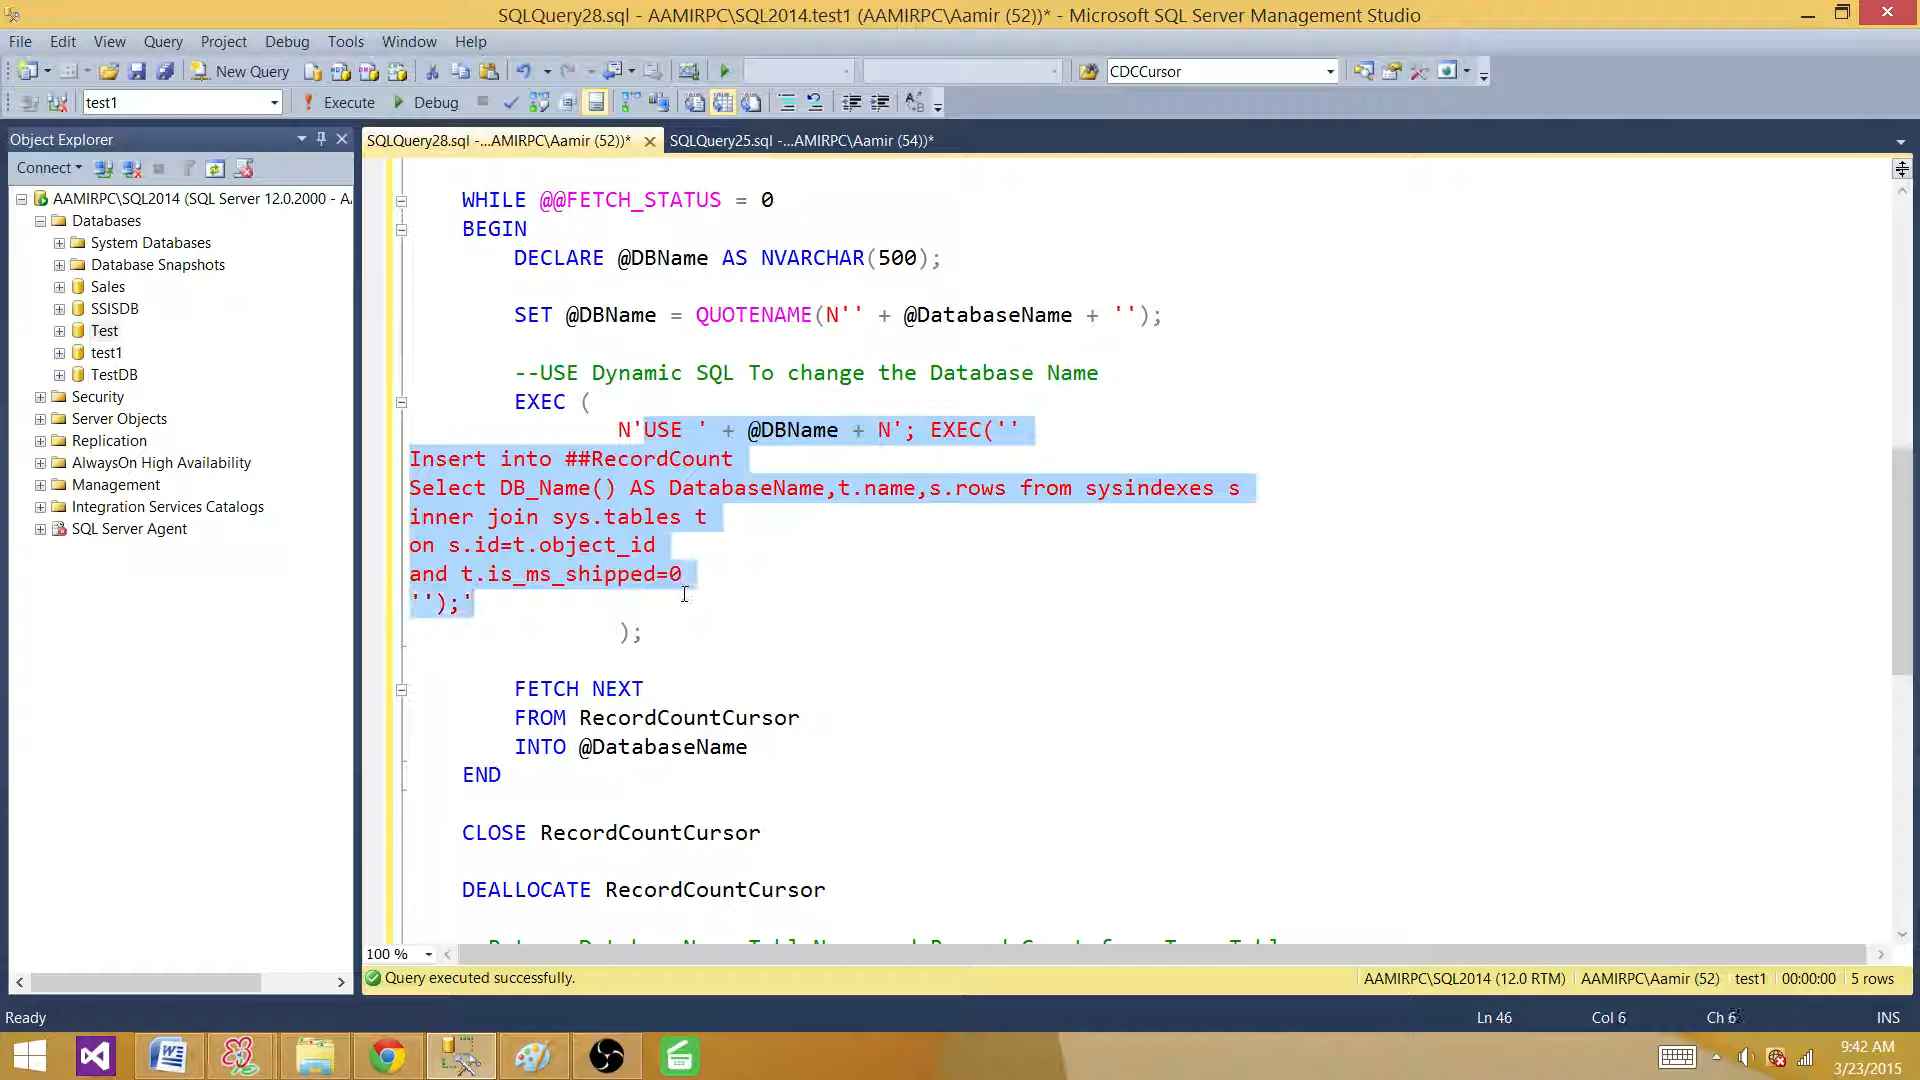 SQLQuery28.sql - AAMIRPC\SQL2014.test1 (AAMIRPC\Aamir (52))* - Microsoft SQL Server Management Studio
File Edit View Query Project Debug Tools Window Help
New Query CDCCursor
test1 Execute Debug
Object Explorer
Connect
AAMIRPC\SQL2014 (SQL Server 12.0.2000 - A
Databases
System Databases
Database Snapshots
Sales
SSISDB
Test
test1
TestDB
Security
Server Objects
Replication
AlwaysOn High Availability
Management
Integration Services Catalogs
SQL Server Agent
SQLQuery28.sql -...AMIRPC\Aamir (52))* SQLQuery25.sql -...AMIRPC\Aamir (54))*
WHILE @@FETCH_STATUS = 0
BEGIN
DECLARE @DBName AS NVARCHAR(500);
SET @DBName = QUOTENAME(N'' + @DatabaseName + '');
--USE Dynamic SQL To change the Database Name
EXEC (
N'USE ' + @DBName + N'; EXEC(''
Insert into ##RecordCount
Select DB_Name() AS DatabaseName,t.name,s.rows from sysindexes s
inner join sys.tables t
on s.id=t.object_id
and t.is_ms_shipped=0
'');'
);
FETCH NEXT
FROM RecordCountCursor
INTO @DatabaseName
END
CLOSE RecordCountCursor
DEALLOCATE RecordCountCursor
100 %
Query executed successfully. AAMIRPC\SQL2014 (12.0 RTM) AAMIRPC\Aamir (52) test1 00:00:00 5 rows
Ready Ln 46 Col 6 Ch 6 INS
9:42 AM
3/23/2015